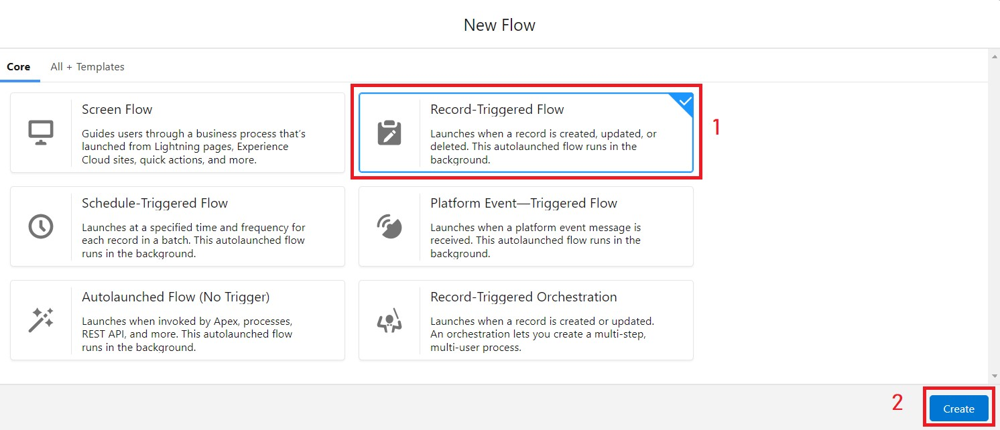 New Flow
Core
All + Templates
Screen Flow
Guides users through a business process that's
launched from Lightning pages, Experience
Cloud sites, quick actions, and more.
Record-Triggered Flow
Launches when a record is created, updated, or
deleted. This autolaunched flow runs in the
background.
1
Schedule-Triggered Flow
Launches at a specified time and frequency for
each record in a batch. This autolaunched flow
runs in the background.
Platform Event—Triggered Flow
Launches when a platform event message is
received. This autolaunched flow runs in the
background.
Autolaunched Flow (No Trigger)
Launches when invoked by Apex, processes,
REST API, and more. This autolaunched flow
runs in the background.
Record-Triggered Orchestration
Launches when a record is created or updated.
An orchestration lets you create a multi-step,
multi-user process.
2
Create